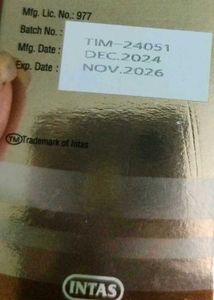 Mfg. Lic. No.: 977
Batch No. : TIM-24051
Mfg. Date : DEC.2024
Exp. Date : NOV.2026
TM Trademark of Intas
INTAS